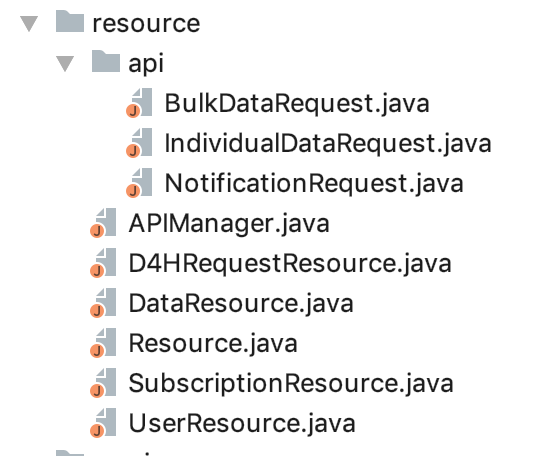 resource
api
BulkDataRequest.java
IndividualDataRequest.java
NotificationRequest.java
APIManager.java
D4HRequestResource.java
DataResource.java
Resource.java
SubscriptionResource.java
UserResource.java